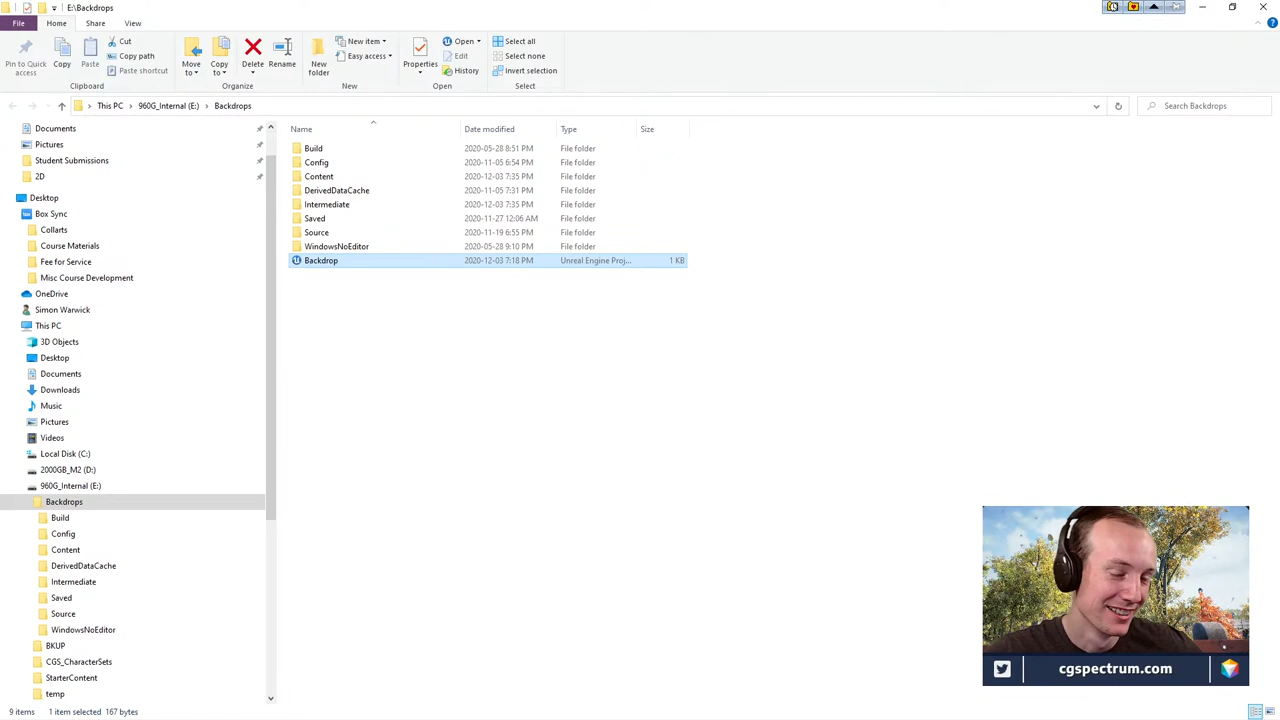 E:\Backdrops
File Home Share View
Pin to Quick access
Copy
Paste
Cut
Copy path
Paste shortcut
Move to
Copy to
Delete
Rename
New folder
New item
Easy access
Properties
Open
Edit
History
Select all
Select none
Invert selection
Clipboard Organize New Open Select
This PC 960G_Internal (E:) Backdrops
Search Backdrops
Name Date modified Type Size
Build 2020-05-28 8:51 PM File folder
Config 2020-11-05 6:54 PM File folder
Content 2020-12-03 7:35 PM File folder
DerivedDataCache 2020-11-05 7:31 PM File folder
Intermediate 2020-12-03 7:35 PM File folder
Saved 2020-11-27 12:06 AM File folder
Source 2020-11-19 6:55 PM File folder
WindowsNoEditor 2020-05-28 9:10 PM File folder
Backdrop 2020-12-03 7:18 PM Unreal Engine Proj... 1 KB
Documents
Pictures
Student Submissions
2D
Desktop
Box Sync
Collarts
Course Materials
Fee for Service
Misc Course Development
OneDrive
Simon Warwick
This PC
3D Objects
Desktop
Documents
Downloads
Music
Pictures
Videos
Local Disk (C:)
2000GB_M2 (D:)
960G_Internal (E:)
Backdrops
Build
Config
Content
DerivedDataCache
Intermediate
Saved
Source
WindowsNoEditor
BKUP
CGS_CharacterSets
StarterContent
temp
cgspectrum.com
9 items 1 item selected 167 bytes